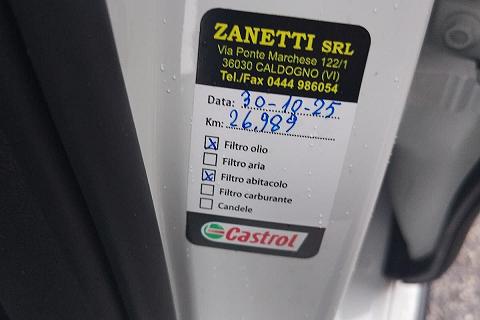 ZANETTI SRL
Via Ponte Marchese 122/1
36030 CALDOGNO (VI)
Tel./Fax 0444 986054
Data: 30-10-25
Km: 26.989
Filtro olio
Filtro aria
Filtro abitacolo
Filtro carburante
Candele
Castrol